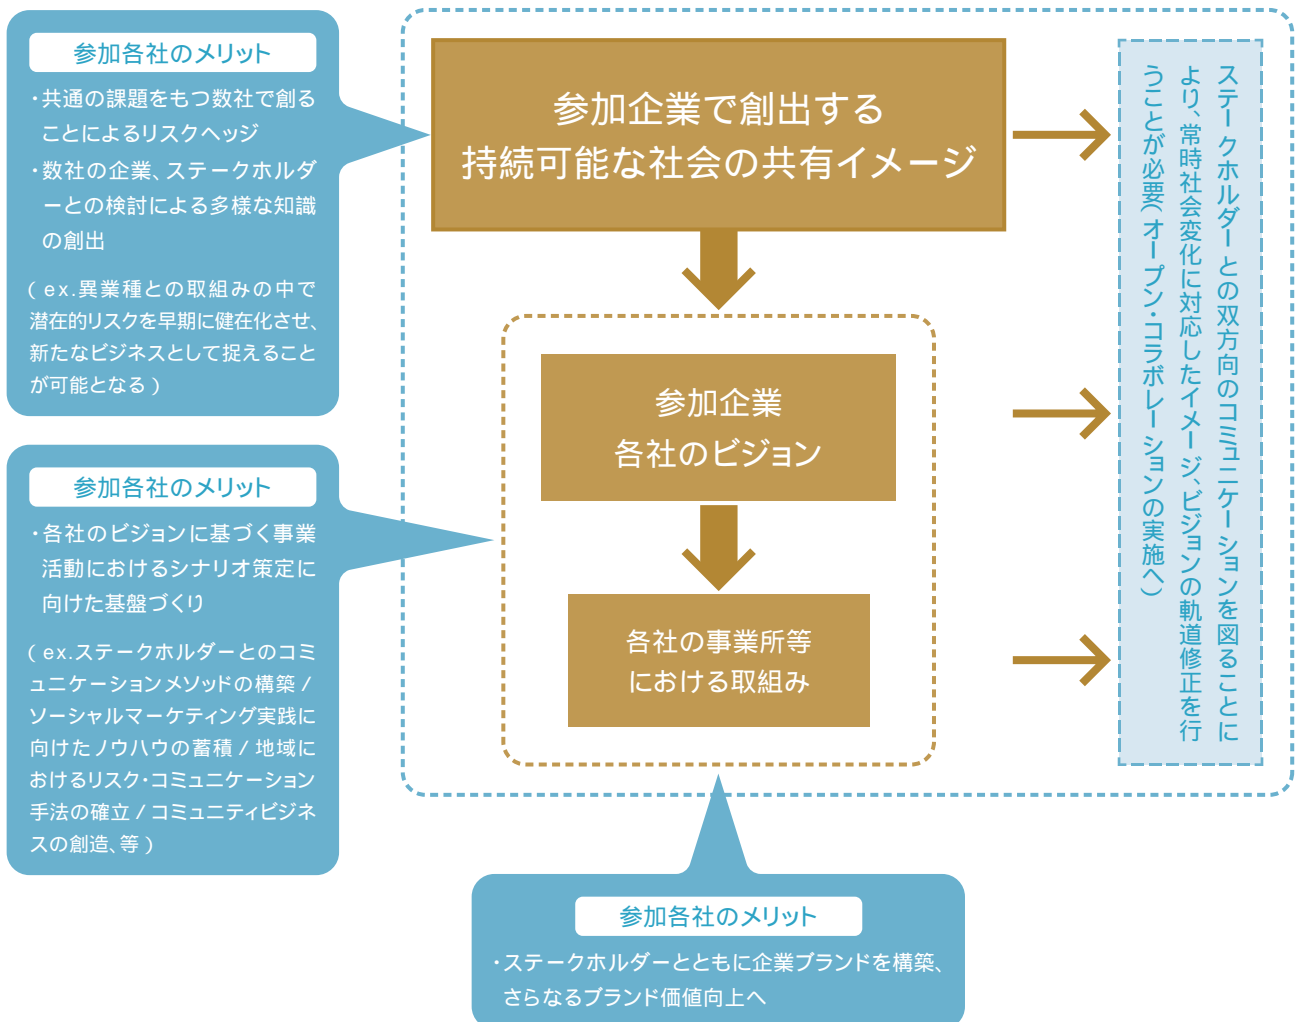 参加各社のメリット
・共通の課題をもつ数社で創る
ことによるリスクヘッジ
・数社の企業、ステークホルダ
ーとの検討による多様な知識
の創出
（ex.異業種との取組みの中で
潜在的リスクを早期に健在化させ、
新たなビジネスとして捉えること
が可能となる）
参加企業で創出する
持続可能な社会の共有イメージ
参加企業
各社のビジョン
各社の事業所等
における取組み
ステークホルダーとの双方向のコミュニケーションを図ることに
より、常時社会変化に対応したイメージ、ビジョンの軌道修正を行
うことが必要（オープン・コラボレーションの実施へ）
参加各社のメリット
・各社のビジョンに基づく事業
活動におけるシナリオ策定に
向けた基盤づくり
（ex.ステークホルダーとのコミ
ュニケーションメソッドの構築/
ソーシャルマーケティング実践に
向けたノウハウの蓄積/地域に
おけるリスク・コミュニケーション
手法の確立/コミュニティビジネ
スの創造、等）
参加各社のメリット
・ステークホルダーとともに企業ブランドを構築、
さらなるブランド価値向上へ